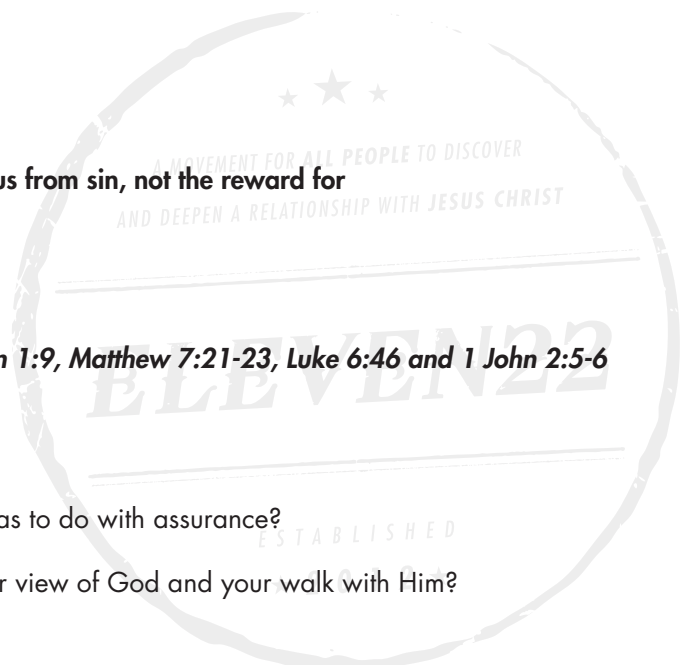 A MOVEMENT FOR ALL PEOPLE TO DISCOVER
us from sin, not the reward for
AND DEEPEN A RELATIONSHIP WITH JESUS CHRIST
n 1:9, Matthew 7:21-23, Luke 6:46 and 1 John 2:5-6
ELEVEN22
as to do with assurance?
ESTABLISHED
r view of God and your walk with Him?